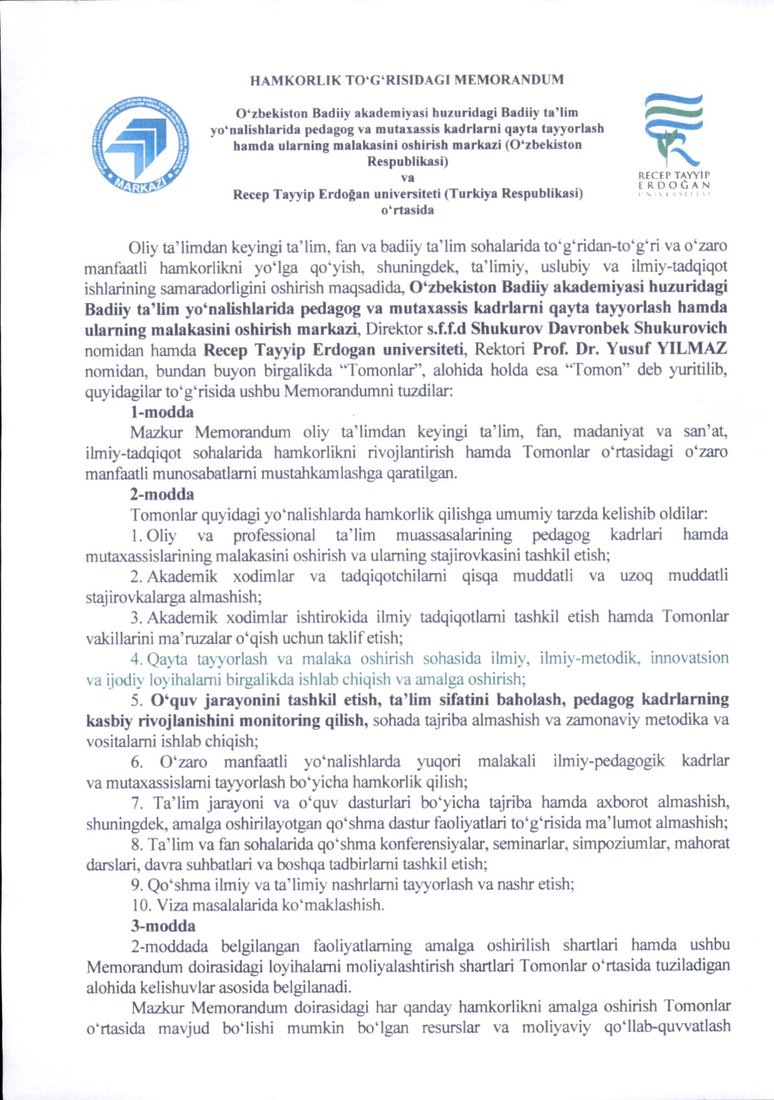 HAMKORLIK TO‘G‘RISIDAGI MEMORANDUM
O‘zbekiston Badiiy akademiyasi huzuridagi Badiiy ta’lim
yo‘nalishlarida pedagog va mutaxassis kadrlarni qayta tayyorlash
hamda ularning malakasini oshirish markazi (O‘zbekiston
Respublikasi)
va
Recep Tayyip Erdoğan universiteti (Turkiya Respublikasi)
o‘rtasida
MARKAZI
RECEP TAYYİP
ERDOĞAN
ÜNİVERSİTESİ
Oliy ta’limdan keyingi ta’lim, fan va badiiy ta’lim sohalarida to‘g‘ridan-to‘g‘ri va o‘zaro
manfaatli hamkorlikni yo‘lga qo‘yish, shuningdek, ta’limiy, uslubiy va ilmiy-tadqiqot
ishlarining samaradorligini oshirish maqsadida, O‘zbekiston Badiiy akademiyasi huzuridagi
Badiiy ta’lim yo‘nalishlarida pedagog va mutaxassis kadrlarni qayta tayyorlash hamda
ularning malakasini oshirish markazi, Direktor s.f.f.d Shukurov Davronbek Shukurovich
nomidan hamda Recep Tayyip Erdogan universiteti, Rektori Prof. Dr. Yusuf YILMAZ
nomidan, bundan buyon birgalikda “Tomonlar”, alohida holda esa “Tomon” deb yuritilib,
quyidagilar to‘g‘risida ushbu Memorandumni tuzdilar:
1-modda
Mazkur Memorandum oliy ta’limdan keyingi ta’lim, fan, madaniyat va san’at,
ilmiy-tadqiqot sohalarida hamkorlikni rivojlantirish hamda Tomonlar o‘rtasidagi o‘zaro
manfaatli munosabatlarni mustahkamlashga qaratilgan.
2-modda
Tomonlar quyidagi yo‘nalishlarda hamkorlik qilishga umumiy tarzda kelishib oldilar:
1. Oliy va professional ta’lim muassasalarining pedagog kadrlari hamda
mutaxassislarining malakasini oshirish va ularning stajirovkasini tashkil etish;
2. Akademik xodimlar va tadqiqotchilarni qisqa muddatli va uzoq muddatli
stajirovkalarga almashish;
3. Akademik xodimlar ishtirokida ilmiy tadqiqotlarni tashkil etish hamda Tomonlar
vakillarini ma’ruzalar o‘qish uchun taklif etish;
4. Qayta tayyorlash va malaka oshirish sohasida ilmiy, ilmiy-metodik, innovatsion
va ijodiy loyihalarni birgalikda ishlab chiqish va amalga oshirish;
5. O‘quv jarayonini tashkil etish, ta’lim sifatini baholash, pedagog kadrlarning
kasbiy rivojlanishini monitoring qilish, sohada tajriba almashish va zamonaviy metodika va
vositalarni ishlab chiqish;
6. O‘zaro manfaatli yo‘nalishlarda yuqori malakali ilmiy-pedagogik kadrlar
va mutaxassislarni tayyorlash bo‘yicha hamkorlik qilish;
7. Ta’lim jarayoni va o‘quv dasturlari bo‘yicha tajriba hamda axborot almashish,
shuningdek, amalga oshirilayotgan qo‘shma dastur faoliyatlari to‘g‘risida ma’lumot almashish;
8. Ta’lim va fan sohalarida qo‘shma konferensiyalar, seminarlar, simpoziumlar, mahorat
darslari, davra suhbatlari va boshqa tadbirlarni tashkil etish;
9. Qo‘shma ilmiy va ta’limiy nashrlarni tayyorlash va nashr etish;
10. Viza masalalarida ko‘maklashish.
3-modda
2-moddada belgilangan faoliyatlarning amalga oshirilish shartlari hamda ushbu
Memorandum doirasidagi loyihalarni moliyalashtirish shartlari Tomonlar o‘rtasida tuziladigan
alohida kelishuvlar asosida belgilanadi.
Mazkur Memorandum doirasidagi har qanday hamkorlikni amalga oshirish Tomonlar
o‘rtasida mavjud bo‘lishi mumkin bo‘lgan resurslar va moliyaviy qo‘llab-quvvatlash